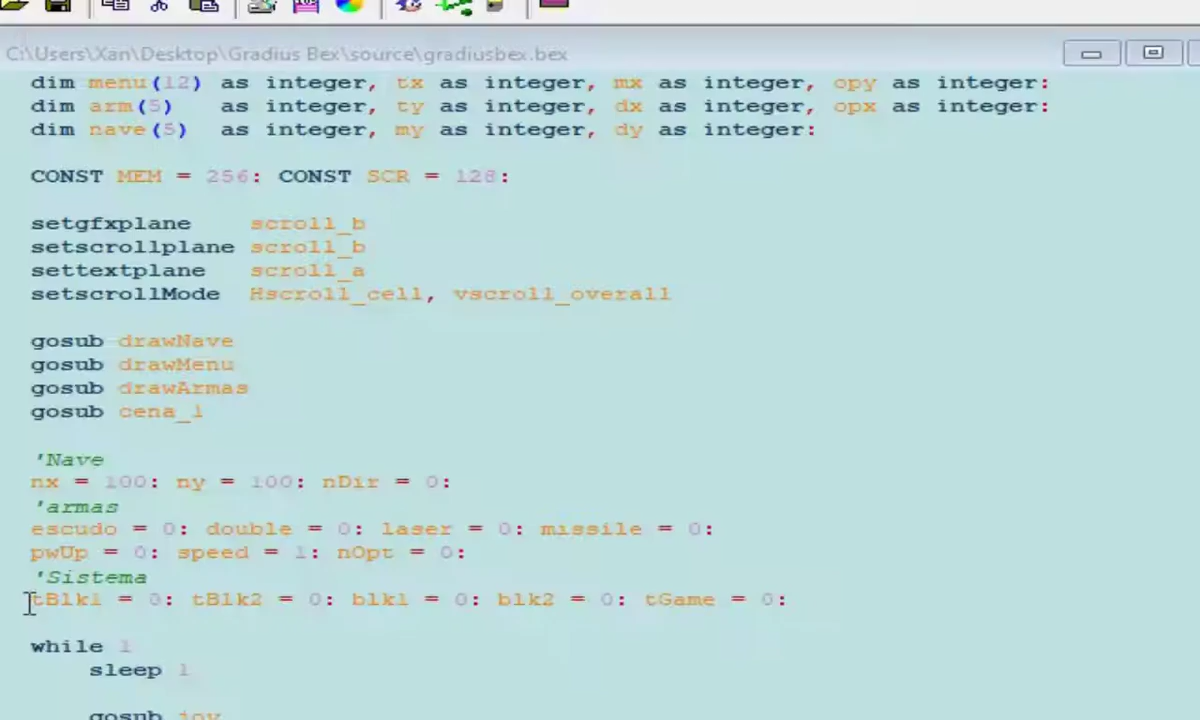 C:\Users\Xan\Desktop\Gradius Bex\source\gradiusbex.bex
dim menu(12) as integer, tx as integer, mx as integer, opy as integer:
dim arm(5) as integer, ty as integer, dx as integer, opx as integer:
dim nave(5) as integer, my as integer, dy as integer:
CONST MEM = 256: CONST SCR = 128:
setgfxplane scroll_b
setscrollplane scroll_b
settextplane scroll_a
setscrollMode Hscroll_cell, vscroll_overall
gosub drawNave
gosub drawMenu
gosub drawArmas
gosub cena_1
'Nave
nx = 100: ny = 100: nDir = 0:
'armas
escudo = 0: double = 0: laser = 0: missile = 0:
pwUp = 0: speed = 1: nOpt = 0:
'Sistema
tBlk1 = 0: tBlk2 = 0: blk1 = 0: blk2 = 0: tGame = 0:
while 1
sleep 1
gosub joy